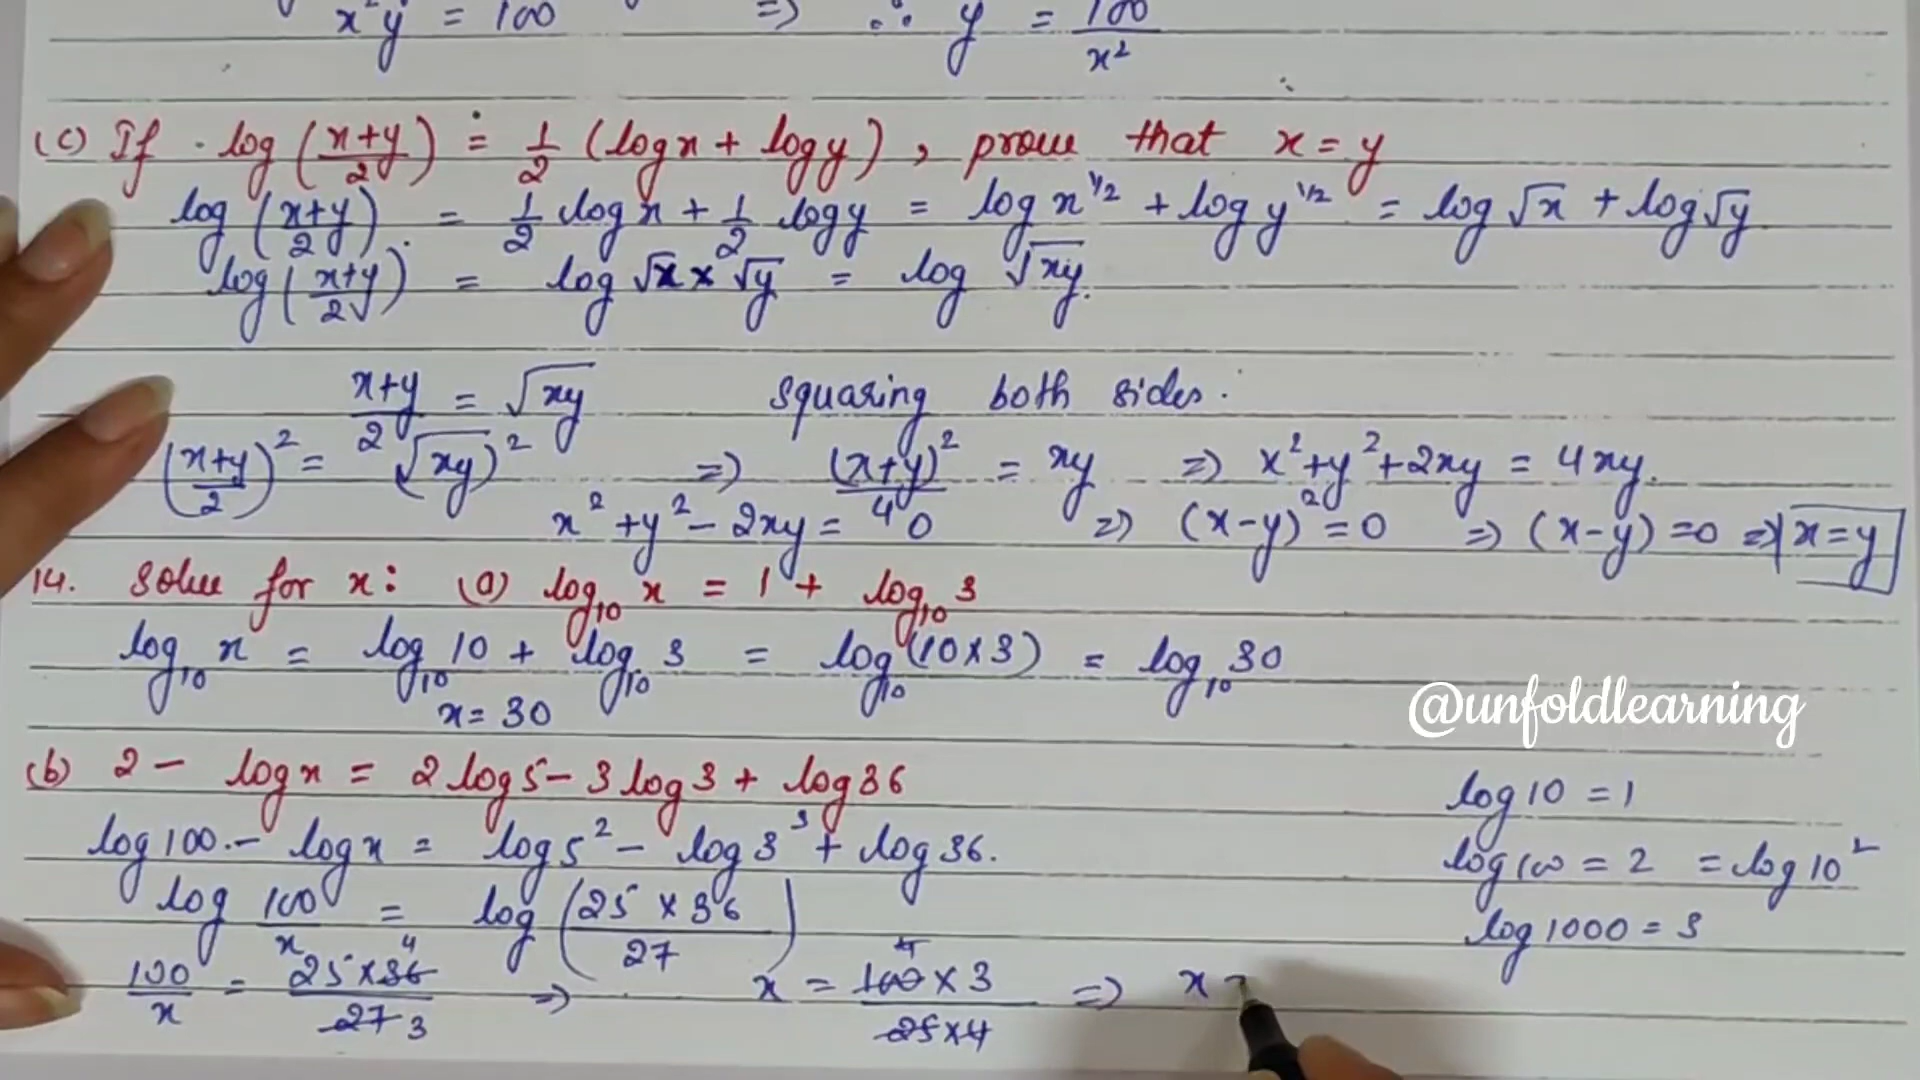 x²y = 100 => ∴ y = 100/x²
(c) If log (x+y/2) = 1/2 (log x + log y), prove that x = y
log (x+y/2) = 1/2 log x + 1/2 log y = log x^1/2 + log y^1/2 = log √x + log √y
log (x+y/2) = log √x × √y = log √xy.
x+y/2 = √xy squaring both sides.
(x+y/2)² = √xy)² => (x+y)²/4 = xy => x²+y²+2xy = 4xy.
x²+y²-2xy = 0 => (x-y)² = 0 => (x-y) = 0 => x = y
14. Solve for x: (a) log₁₀ x = 1 + log₁₀ 3
log₁₀ x = log₁₀ 10 + log₁₀ 3 = log₁₀ (10×3) = log₁₀ 30
x = 30
@unfoldlearning
(b) 2 - log x = 2 log 5 - 3 log 3 + log 36
log 10 = 1
log 100 - log x = log 5² - log 3³ + log 36.
log 100 = 2 = log 10²
log 100/x = log (25 × 36/27)
log 1000 = 3
100/x = 25×36 4/27 3 => x = 100 4 × 3/25×4 => x =